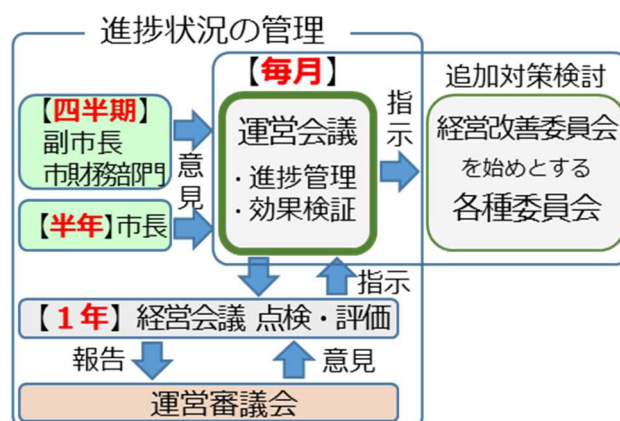 進捗状況の管理
【毎月】
追加対策検討
【四半期】
副市長
市財務部門
意見
【半年】市長
運営会議
・進捗管理
・効果検証
指示
経営改善委員会
を始めとする
各種委員会
指示
【１年】経営会議 点検・評価
報告
意見
運営審議会